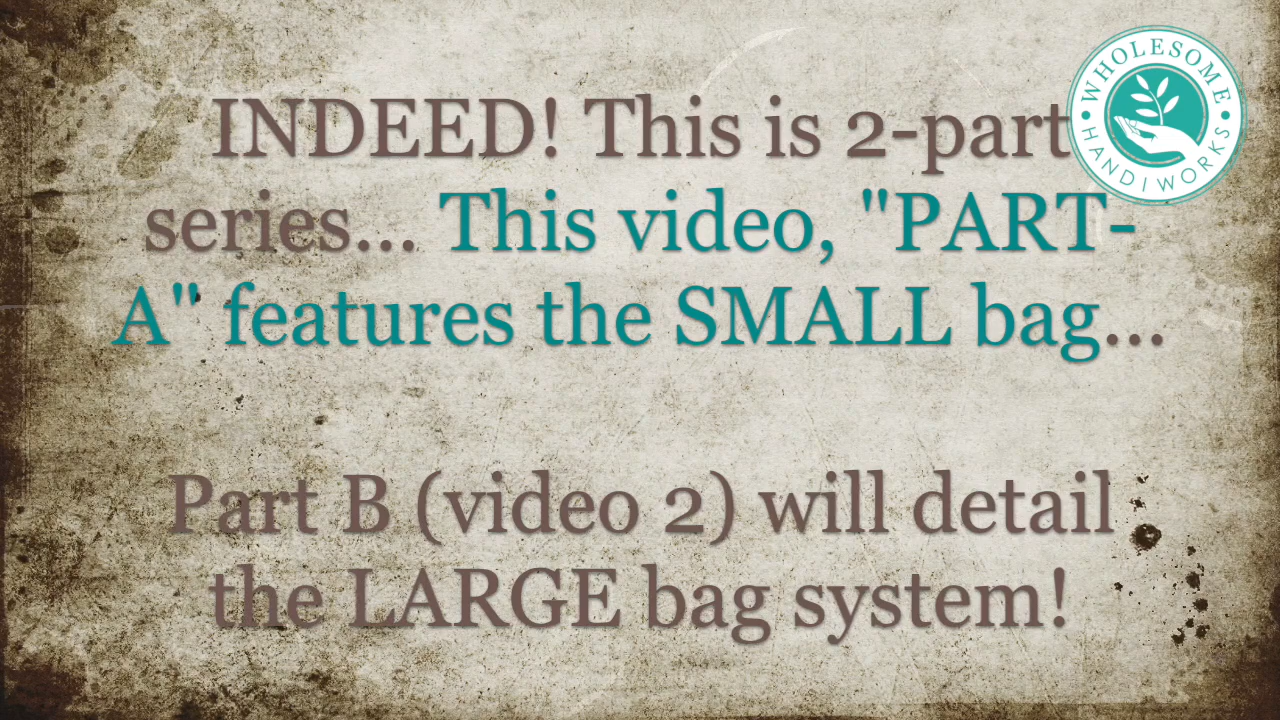 INDEED! This is 2-part
series... This video, "PART-
A" features the SMALL bag...
Part B (video 2) will detail
the LARGE bag system!
WHOLESOME
HANDIWORKS